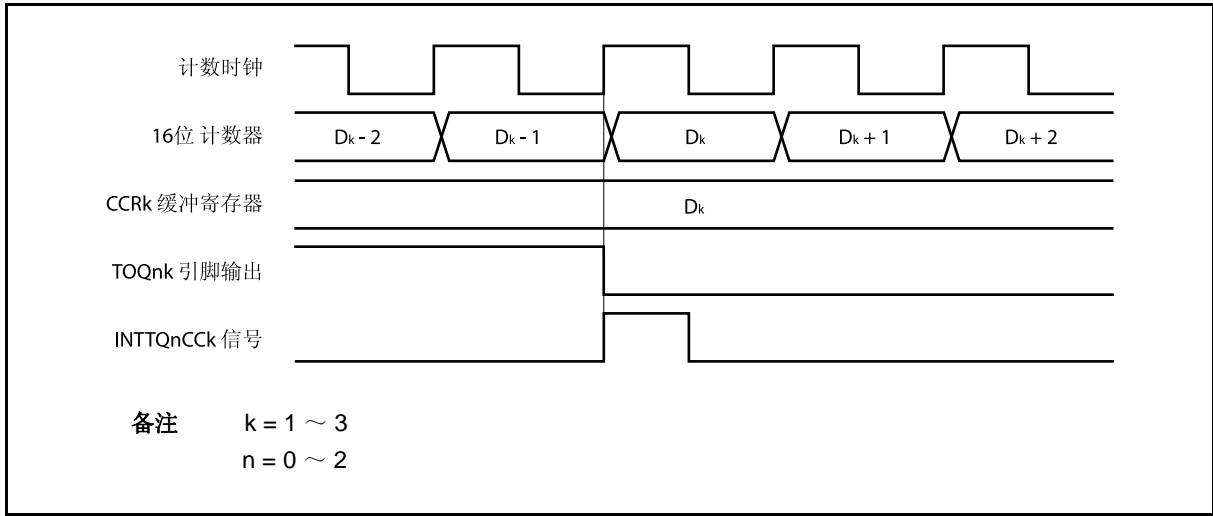 计数时钟
16位 计数器 Dk - 2 Dk - 1 Dk Dk + 1 Dk + 2
CCRk 缓冲寄存器 Dk
TOQnk 引脚输出
INTTQnCCk 信号
备注 k = 1 ～ 3
n = 0 ～ 2